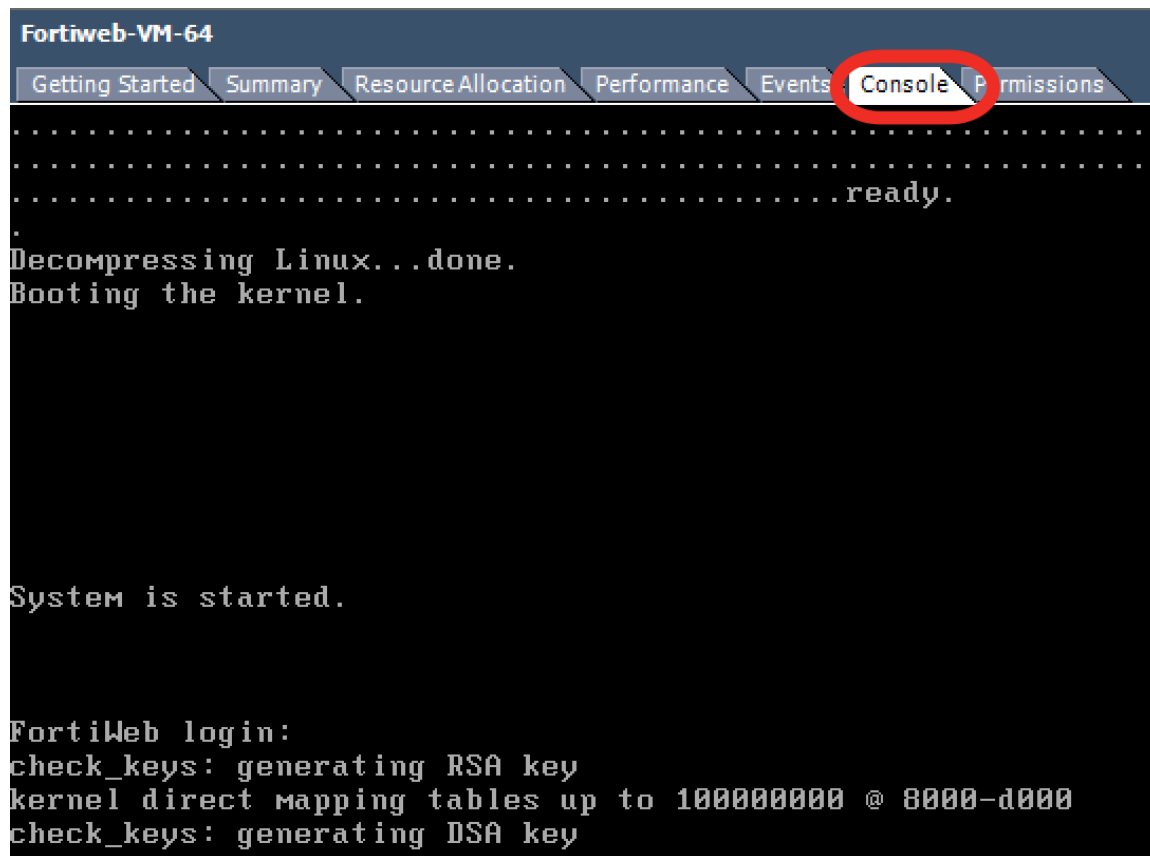 Fortiweb-VM-64
Getting Started Summary Resource Allocation Performance Events Console Permissions
............................................................
............................................................
............................................ready.
.
Decompressing Linux...done.
Booting the kernel.
System is started.
FortiWeb login:
check_keys: generating RSA key
kernel direct mapping tables up to 100000000 @ 8000-d000
check_keys: generating DSA key